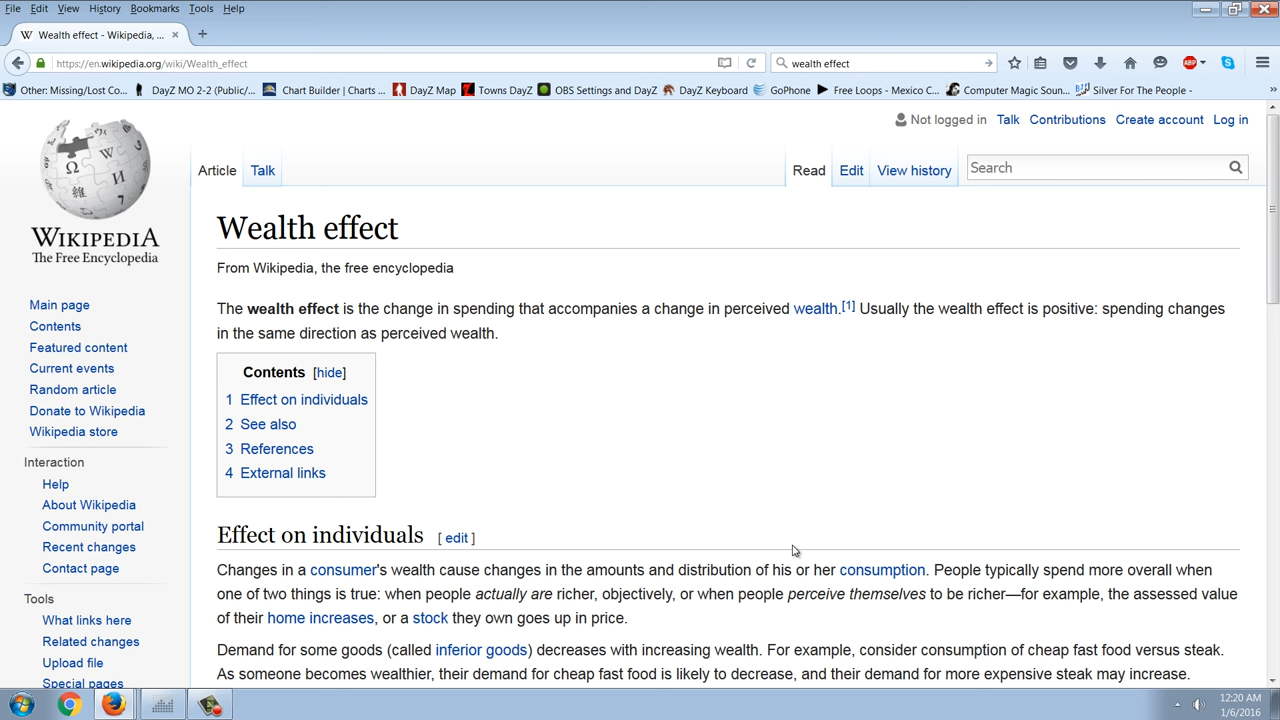 File Edit View History Bookmarks Tools Help
W Wealth effect - Wikipedia, ... × +
https://en.wikipedia.org/wiki/Wealth_effect wealth effect ABP
Other: Missing/Lost Co... DayZ MO 2-2 (Public/... Chart Builder | Charts ... DayZ Map Towns DayZ OBS Settings and DayZ DayZ Keyboard GoPhone Free Loops - Mexico C... Computer Magic Soun... Silver For The People - »
Not logged in Talk Contributions Create account Log in
Article Talk Read Edit View history Search
WIKIPEDIA
The Free Encyclopedia
Main page
Contents
Featured content
Current events
Random article
Donate to Wikipedia
Wikipedia store
Interaction
Help
About Wikipedia
Community portal
Recent changes
Contact page
Tools
What links here
Related changes
Upload file
Special pages
Wealth effect
From Wikipedia, the free encyclopedia
The wealth effect is the change in spending that accompanies a change in perceived wealth.[1] Usually the wealth effect is positive: spending changes
in the same direction as perceived wealth.
Contents [hide]
1 Effect on individuals
2 See also
3 References
4 External links
Effect on individuals [ edit ]
Changes in a consumer's wealth cause changes in the amounts and distribution of his or her consumption. People typically spend more overall when
one of two things is true: when people actually are richer, objectively, or when people perceive themselves to be richer—for example, the assessed value
of their home increases, or a stock they own goes up in price.
Demand for some goods (called inferior goods) decreases with increasing wealth. For example, consider consumption of cheap fast food versus steak.
As someone becomes wealthier, their demand for cheap fast food is likely to decrease, and their demand for more expensive steak may increase.
12:20 AM
1/6/2016